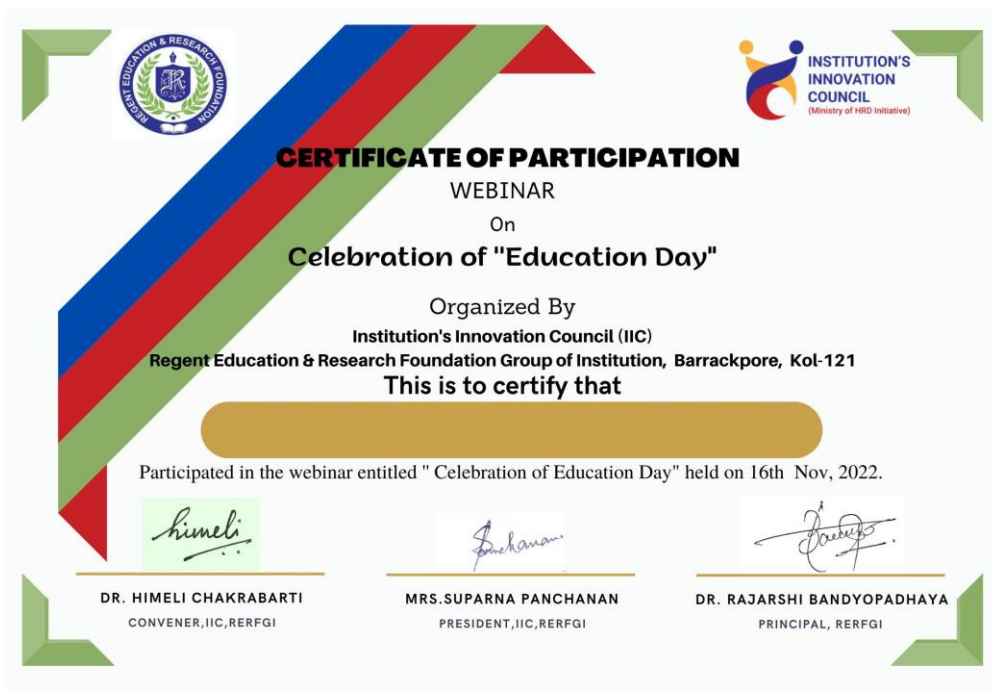 REGENT EDUCATION & RESEARCH FOUNDATION
R
INSTITUTION'S
INNOVATION
COUNCIL
(Ministry of HRD Initiative)
CERTIFICATE OF PARTICIPATION
WEBINAR
On
Celebration of "Education Day"
Organized By
Institution's Innovation Council (IIC)
Regent Education & Research Foundation Group of Institution, Barrackpore, Kol-121
This is to certify that
Participated in the webinar entitled " Celebration of Education Day" held on 16th Nov, 2022.
himeli
DR. HIMELI CHAKRABARTI
CONVENER,IIC,RERFGI
MRS.SUPARNA PANCHANAN
PRESIDENT,IIC,RERFGI
DR. RAJARSHI BANDYOPADHAYA
PRINCIPAL, RERFGI